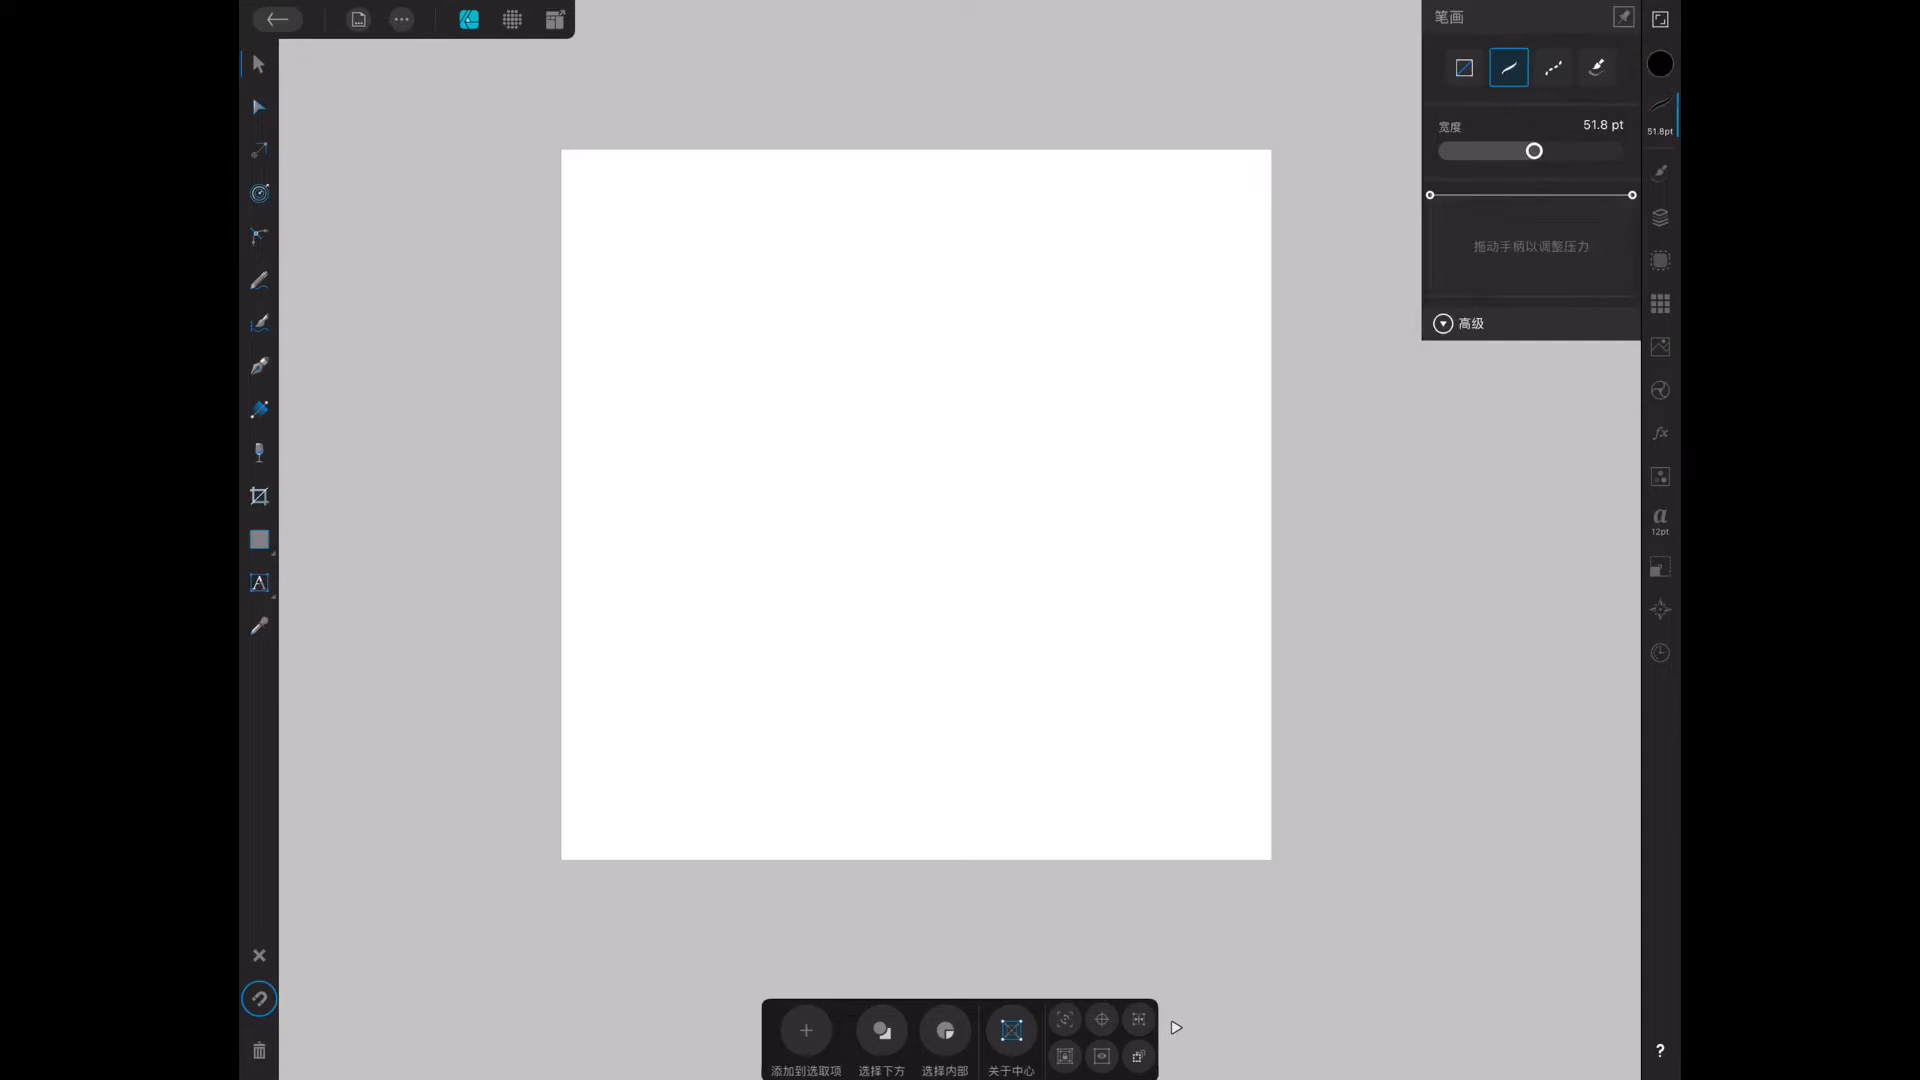 笔画
宽度
51.8 pt
51.8pt
拖动手柄以调整压力
高级
fx
a
12pt
A
添加到选取项
选择下方
选择内部
关于中心
?